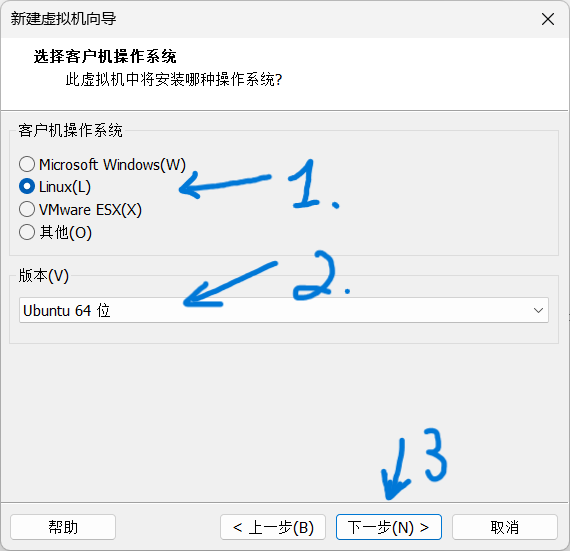 新建虚拟机向导
选择客户机操作系统
此虚拟机中将安装哪种操作系统?
客户机操作系统
Microsoft Windows(W)
Linux(L)
1.
VMware ESX(X)
其他(O)
版本(V)
2.
Ubuntu 64 位
3
帮助
< 上一步(B)
下一步(N) >
取消